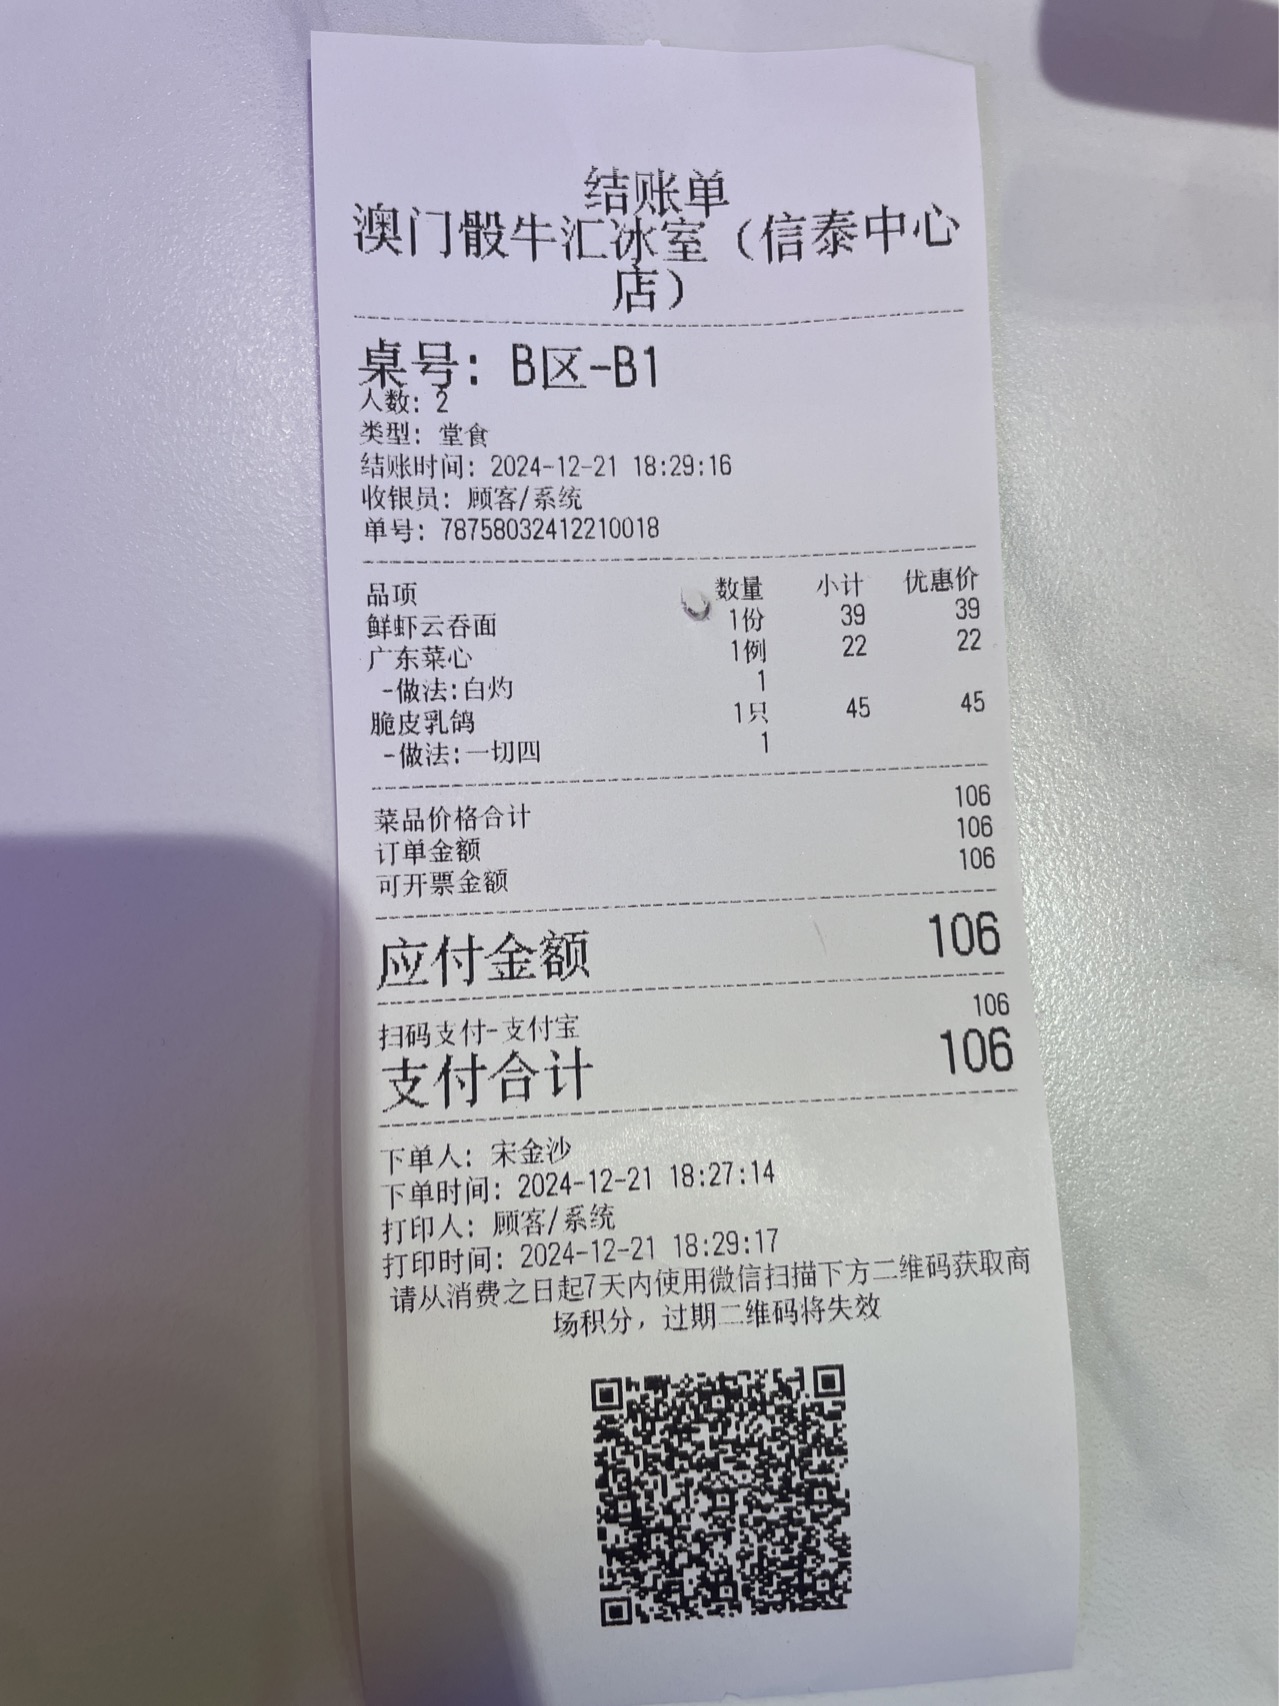 结账单
澳门骰牛汇冰室（信泰中心
店）
桌号: B区-B1
人数: 2
类型: 堂食
结账时间: 2024-12-21 18:29:16
收银员: 顾客/系统
单号: 78758032412210018
品项 数量 小计 优惠价
鲜虾云吞面 1份 39 39
广东菜心 1例 22 22
-做法:白灼 1
脆皮乳鸽 1只 45 45
-做法:一切四 1
菜品价格合计 106
订单金额 106
可开票金额 106
应付金额 106
扫码支付-支付宝 106
支付合计 106
下单人: 宋金沙
下单时间: 2024-12-21 18:27:14
打印人: 顾客/系统
打印时间: 2024-12-21 18:29:17
请从消费之日起7天内使用微信扫描下方二维码获取商
场积分, 过期二维码将失效